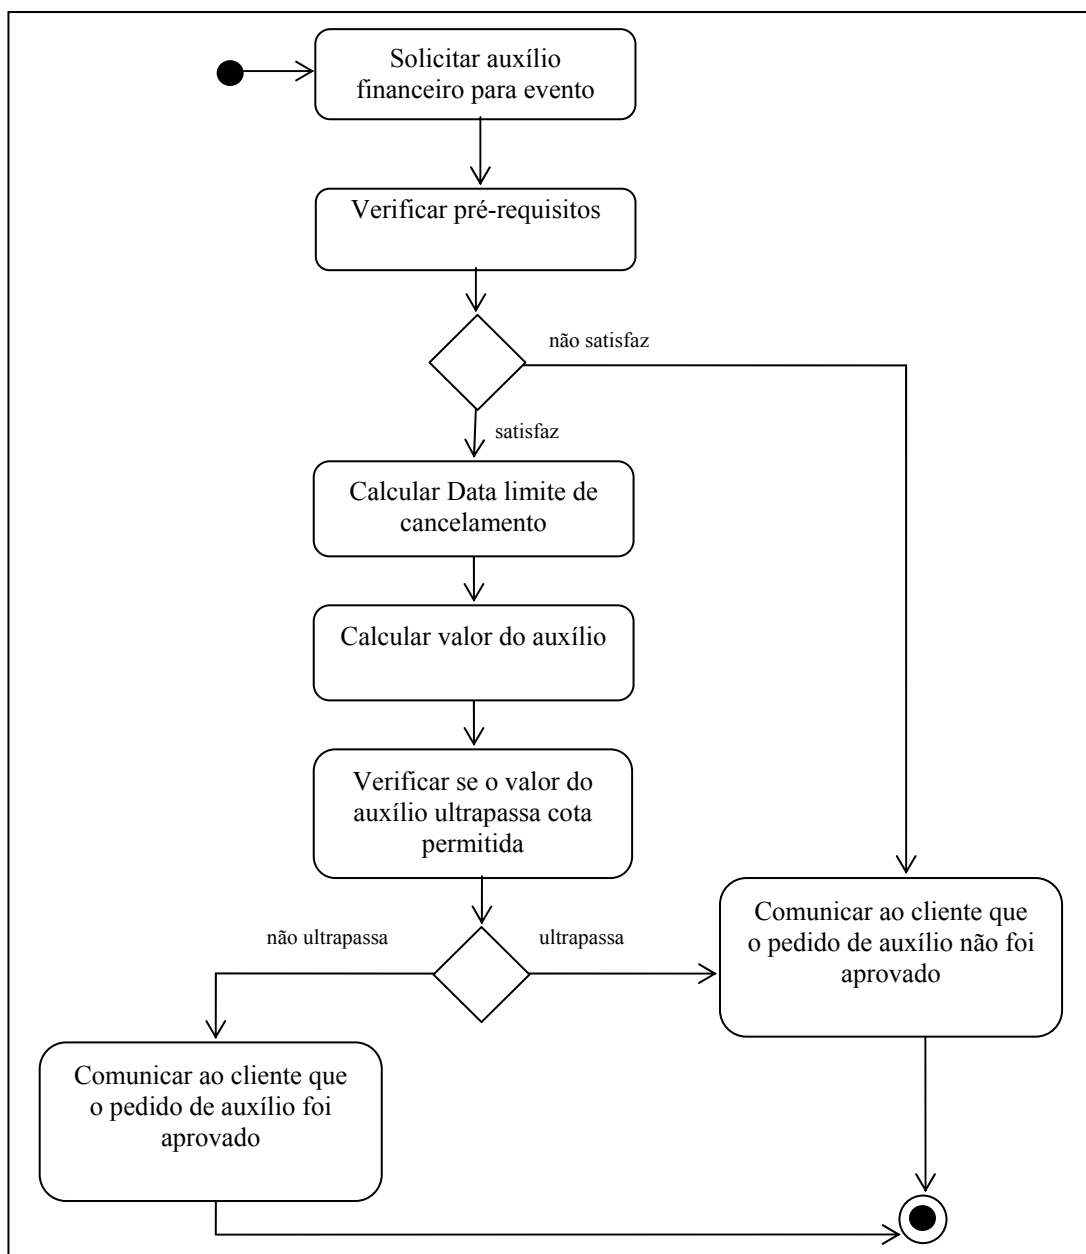 Solicitar auxílio
financeiro para evento
Verificar pré-requisitos
não satisfaz
satisfaz
Calcular Data limite de
cancelamento
Calcular valor do auxílio
Verificar se o valor do
auxílio ultrapassa cota
permitida
não ultrapassa
ultrapassa
Comunicar ao cliente que
o pedido de auxílio não foi
aprovado
Comunicar ao cliente que
o pedido de auxílio foi
aprovado